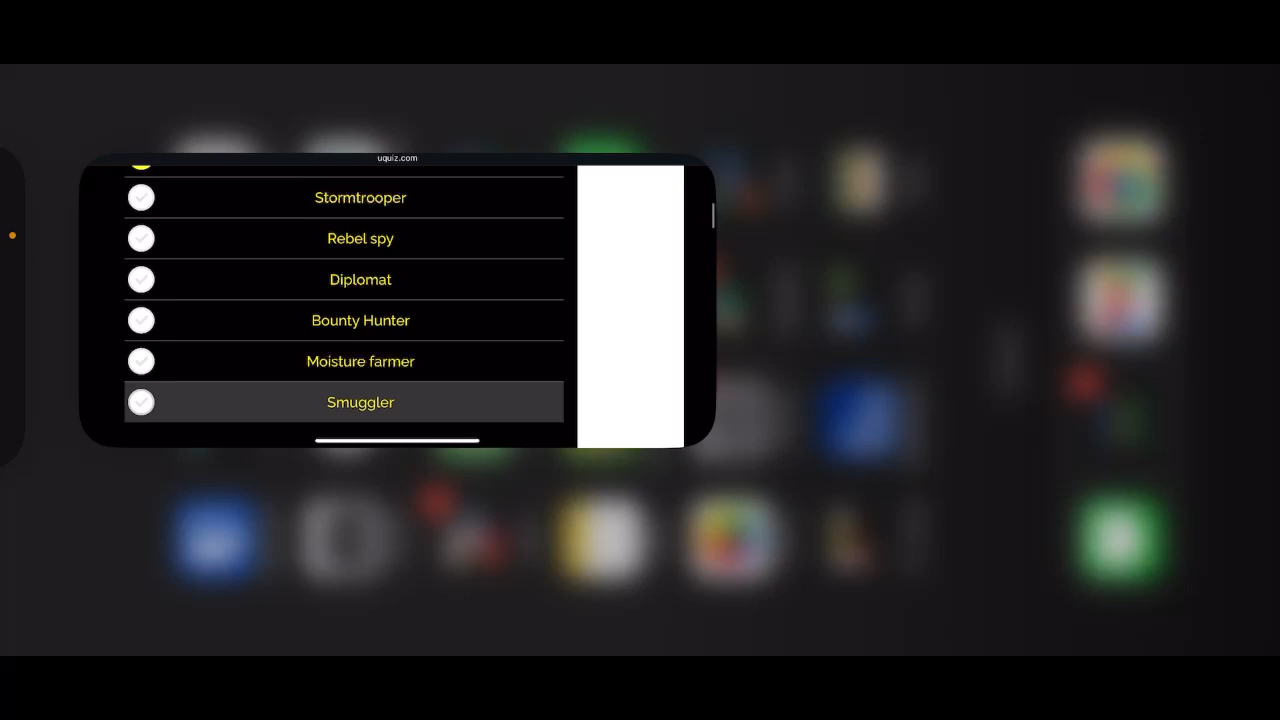 uquiz.com
Stormtrooper
Rebel spy
Diplomat
Bounty Hunter
Moisture farmer
Smuggler